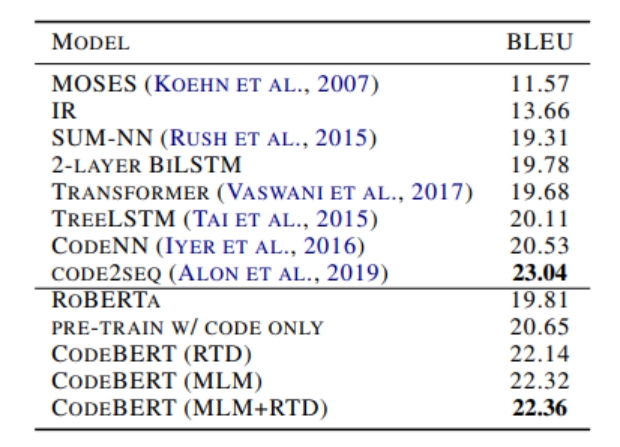 MODEL BLEU
MOSES (KOEHN ET AL., 2007) 11.57
IR 13.66
SUM-NN (RUSH ET AL., 2015) 19.31
2-LAYER BILSTM 19.78
TRANSFORMER (VASWANI ET AL., 2017) 19.68
TREELSTM (TAI ET AL., 2015) 20.11
CODENN (IYER ET AL., 2016) 20.53
CODE2SEQ (ALON ET AL., 2019) 23.04
ROBERTA 19.81
PRE-TRAIN W/ CODE ONLY 20.65
CODEBERT (RTD) 22.14
CODEBERT (MLM) 22.32
CODEBERT (MLM+RTD) 22.36